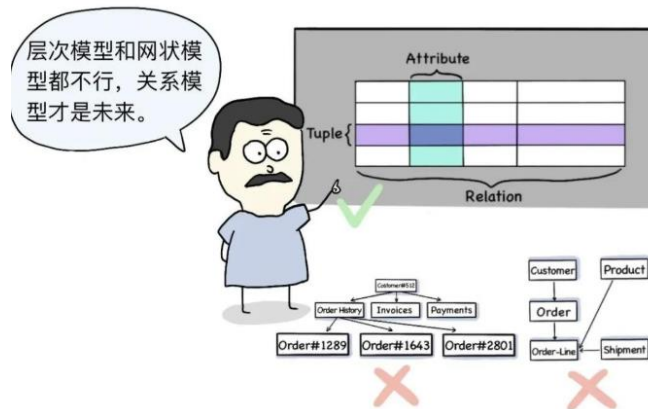 层次模型和网状模
型都不行，关系模
型才是未来。
Attribute
Tuple
Relation
Customer#512
Order History
Invoices
Payments
Order#1289
Order#1643
Order#2801
Customer
Product
Order
Order-Line
Shipment